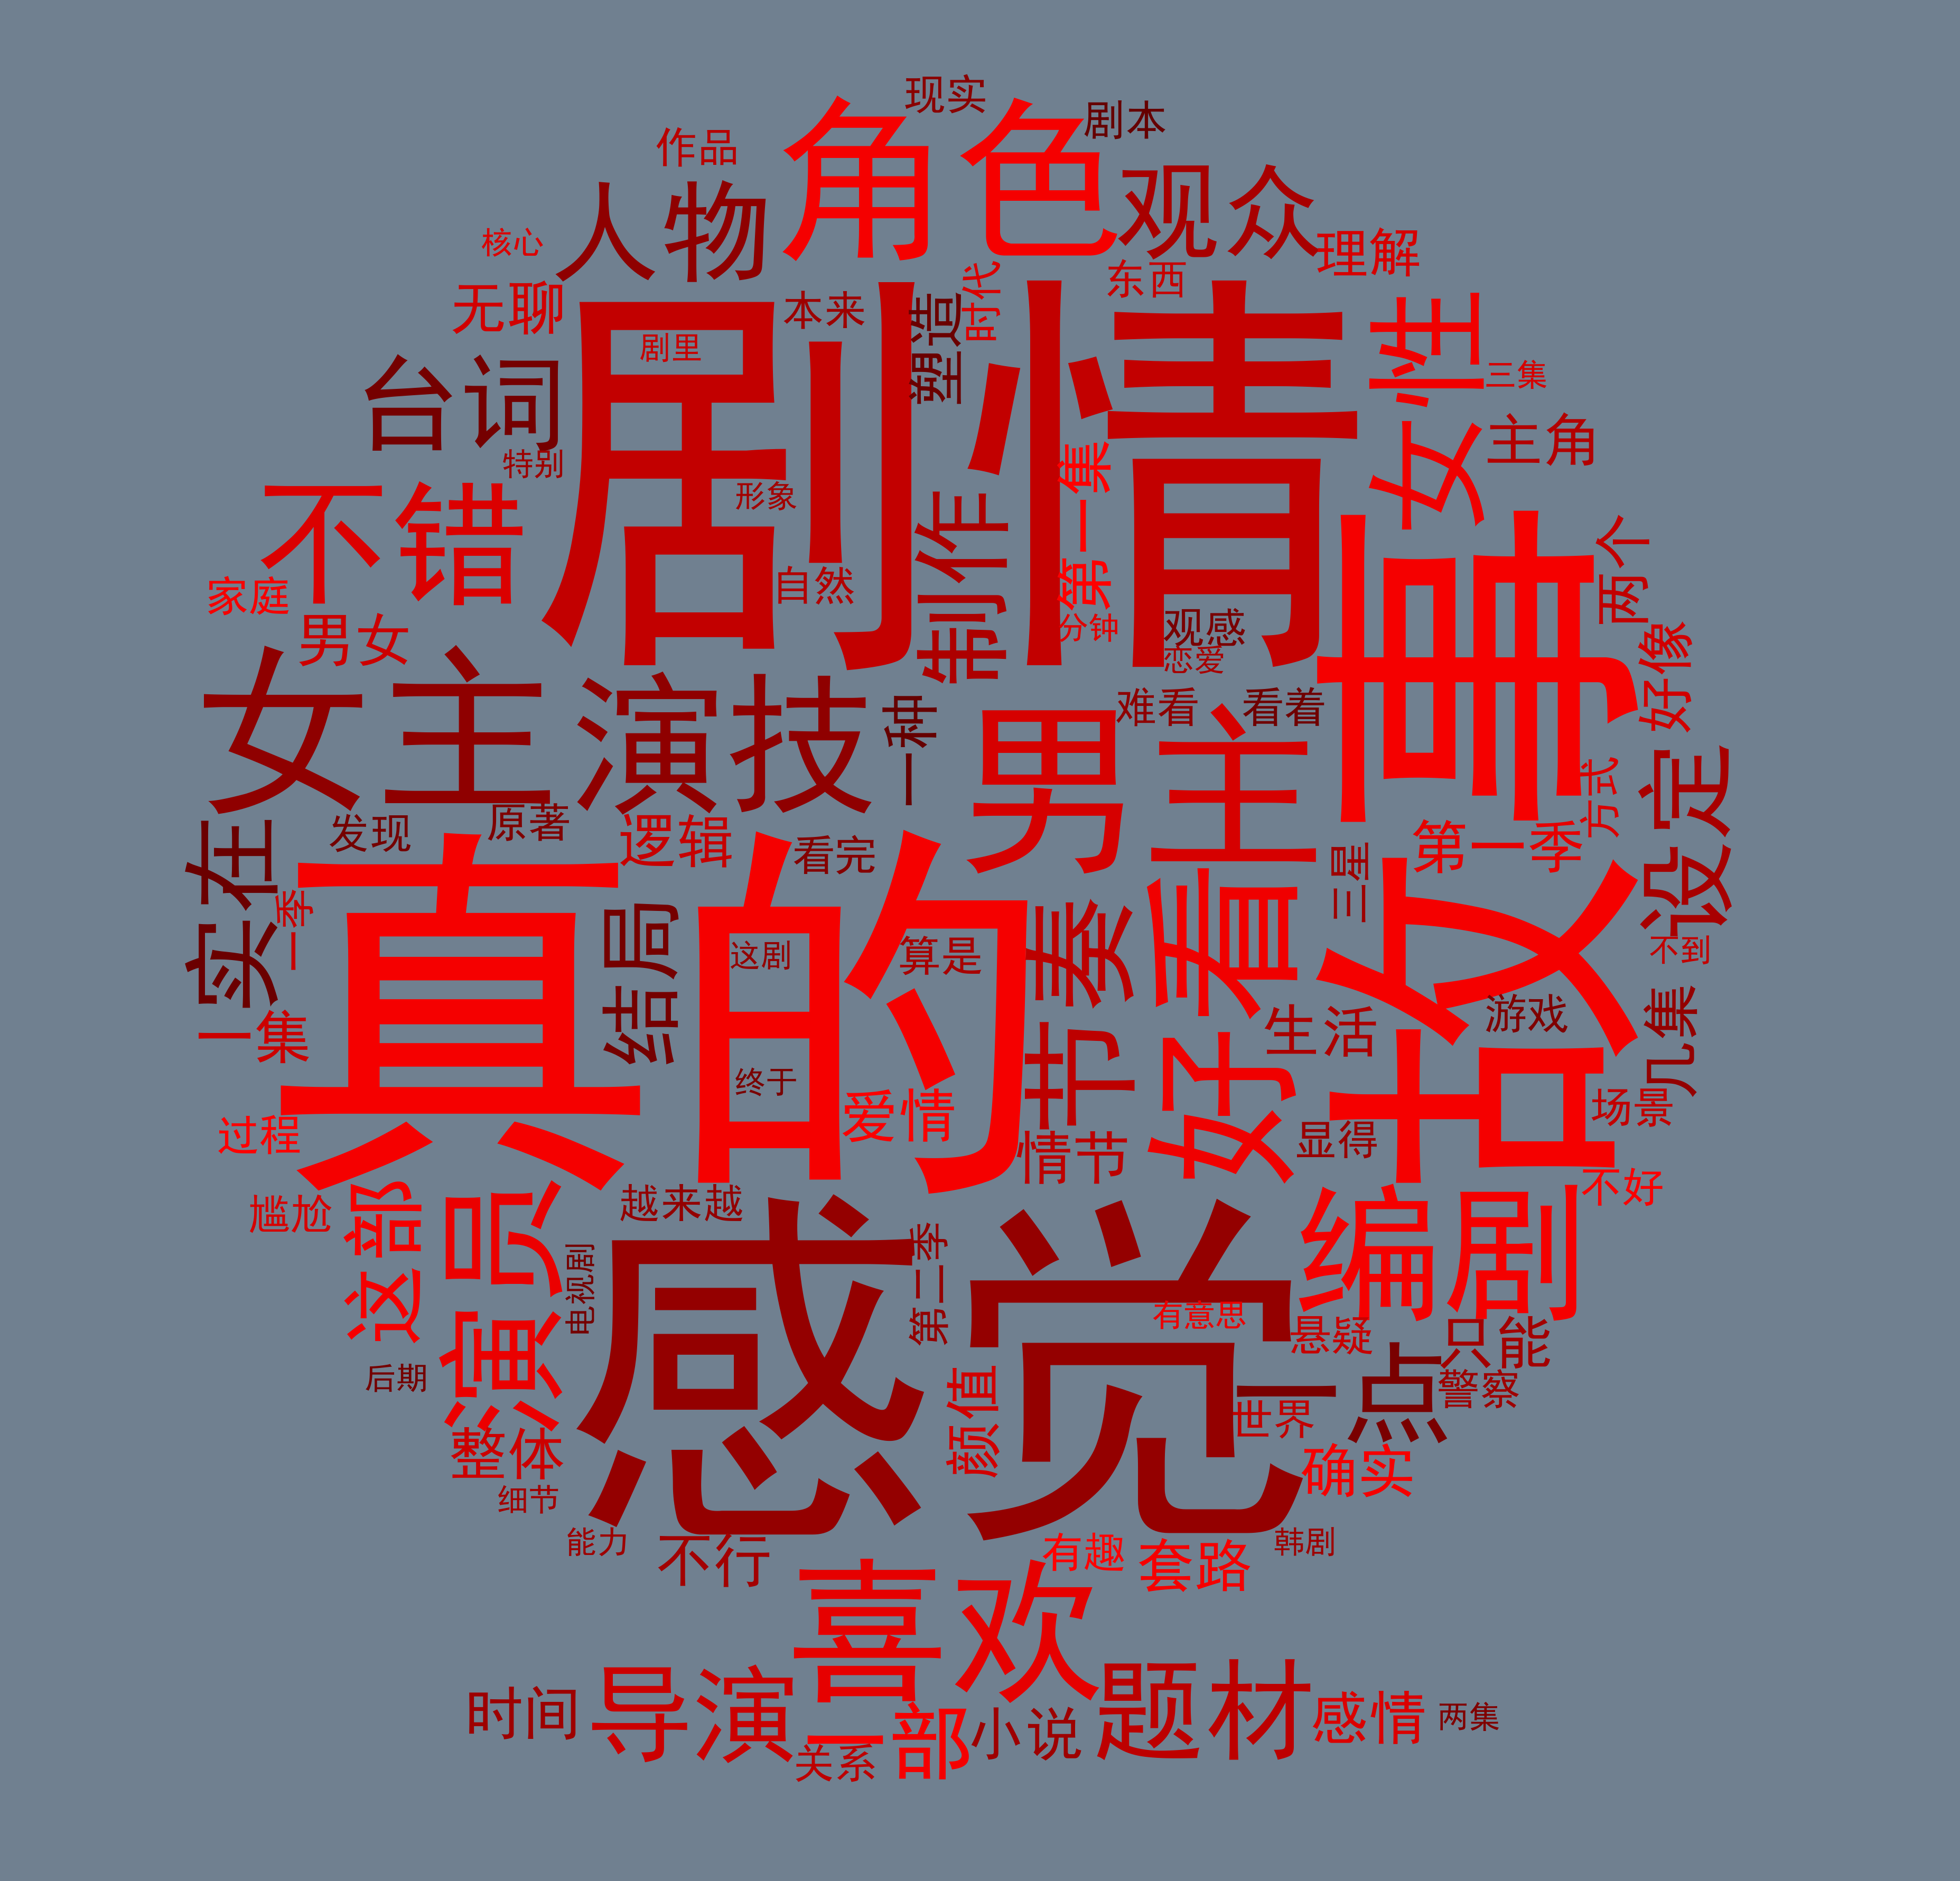 现实
角色
剧本
作品
人物
观众
核心
理解
东西
无聊
本来
剧里
制造
时代
剧情
女性
三集
台词
主角
特别
形象
不错
制作
第一集
故事
两个
自然
家庭
分钟
观感
男女
恋爱
好像
女主
演技
一样
难看
看着
男主
方式
设定
发现
原著
逻辑
看完
第一季
实在
一季
真的
结局
这剧
算是
节奏
好看
三星
不到
游戏
生活
几集
一集
终于
爱情
场景
过程
情节
显得
不好
尴尬
这部
演员
越来越
电视剧
第二季
感觉
编剧
有意思
悬疑
只能
后期
颜值
一点
警察
世界
整体
确实
细节
能力
不行
有趣
套路
韩剧
喜欢
时间
导演
一部
小说
题材
感情
两集
关系